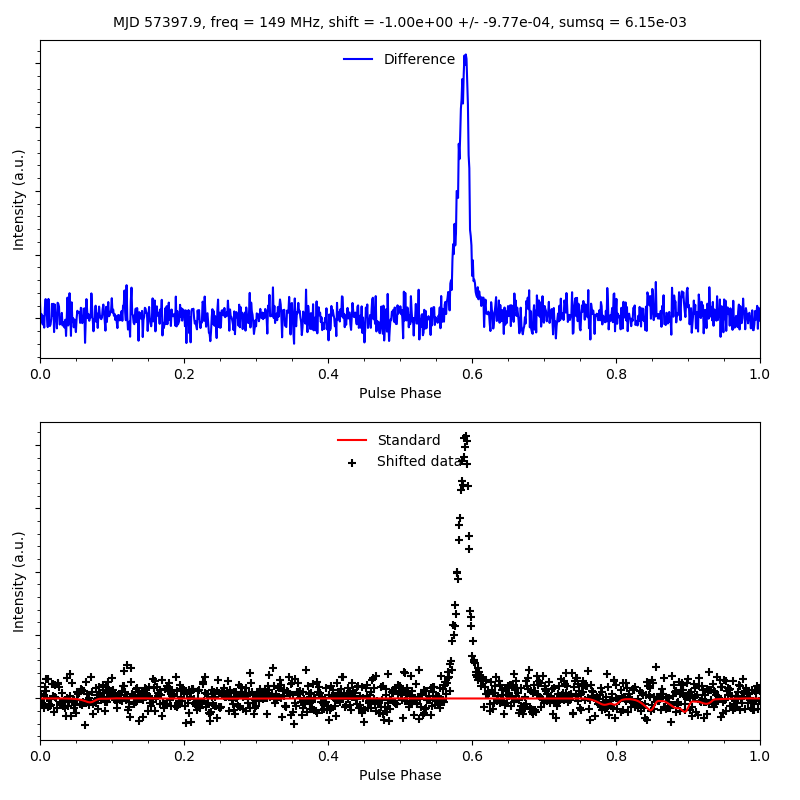 MJD 57397.9, freq = 149 MHz, shift = -1.00e+00 +/- -9.77e-04, sumsq = 6.15e-03
Difference
Intensity (a.u.)
0.0 0.2 0.4 0.6 0.8 1.0
Pulse Phase
Standard
Shifted data
Intensity (a.u.)
0.0 0.2 0.4 0.6 0.8 1.0
Pulse Phase